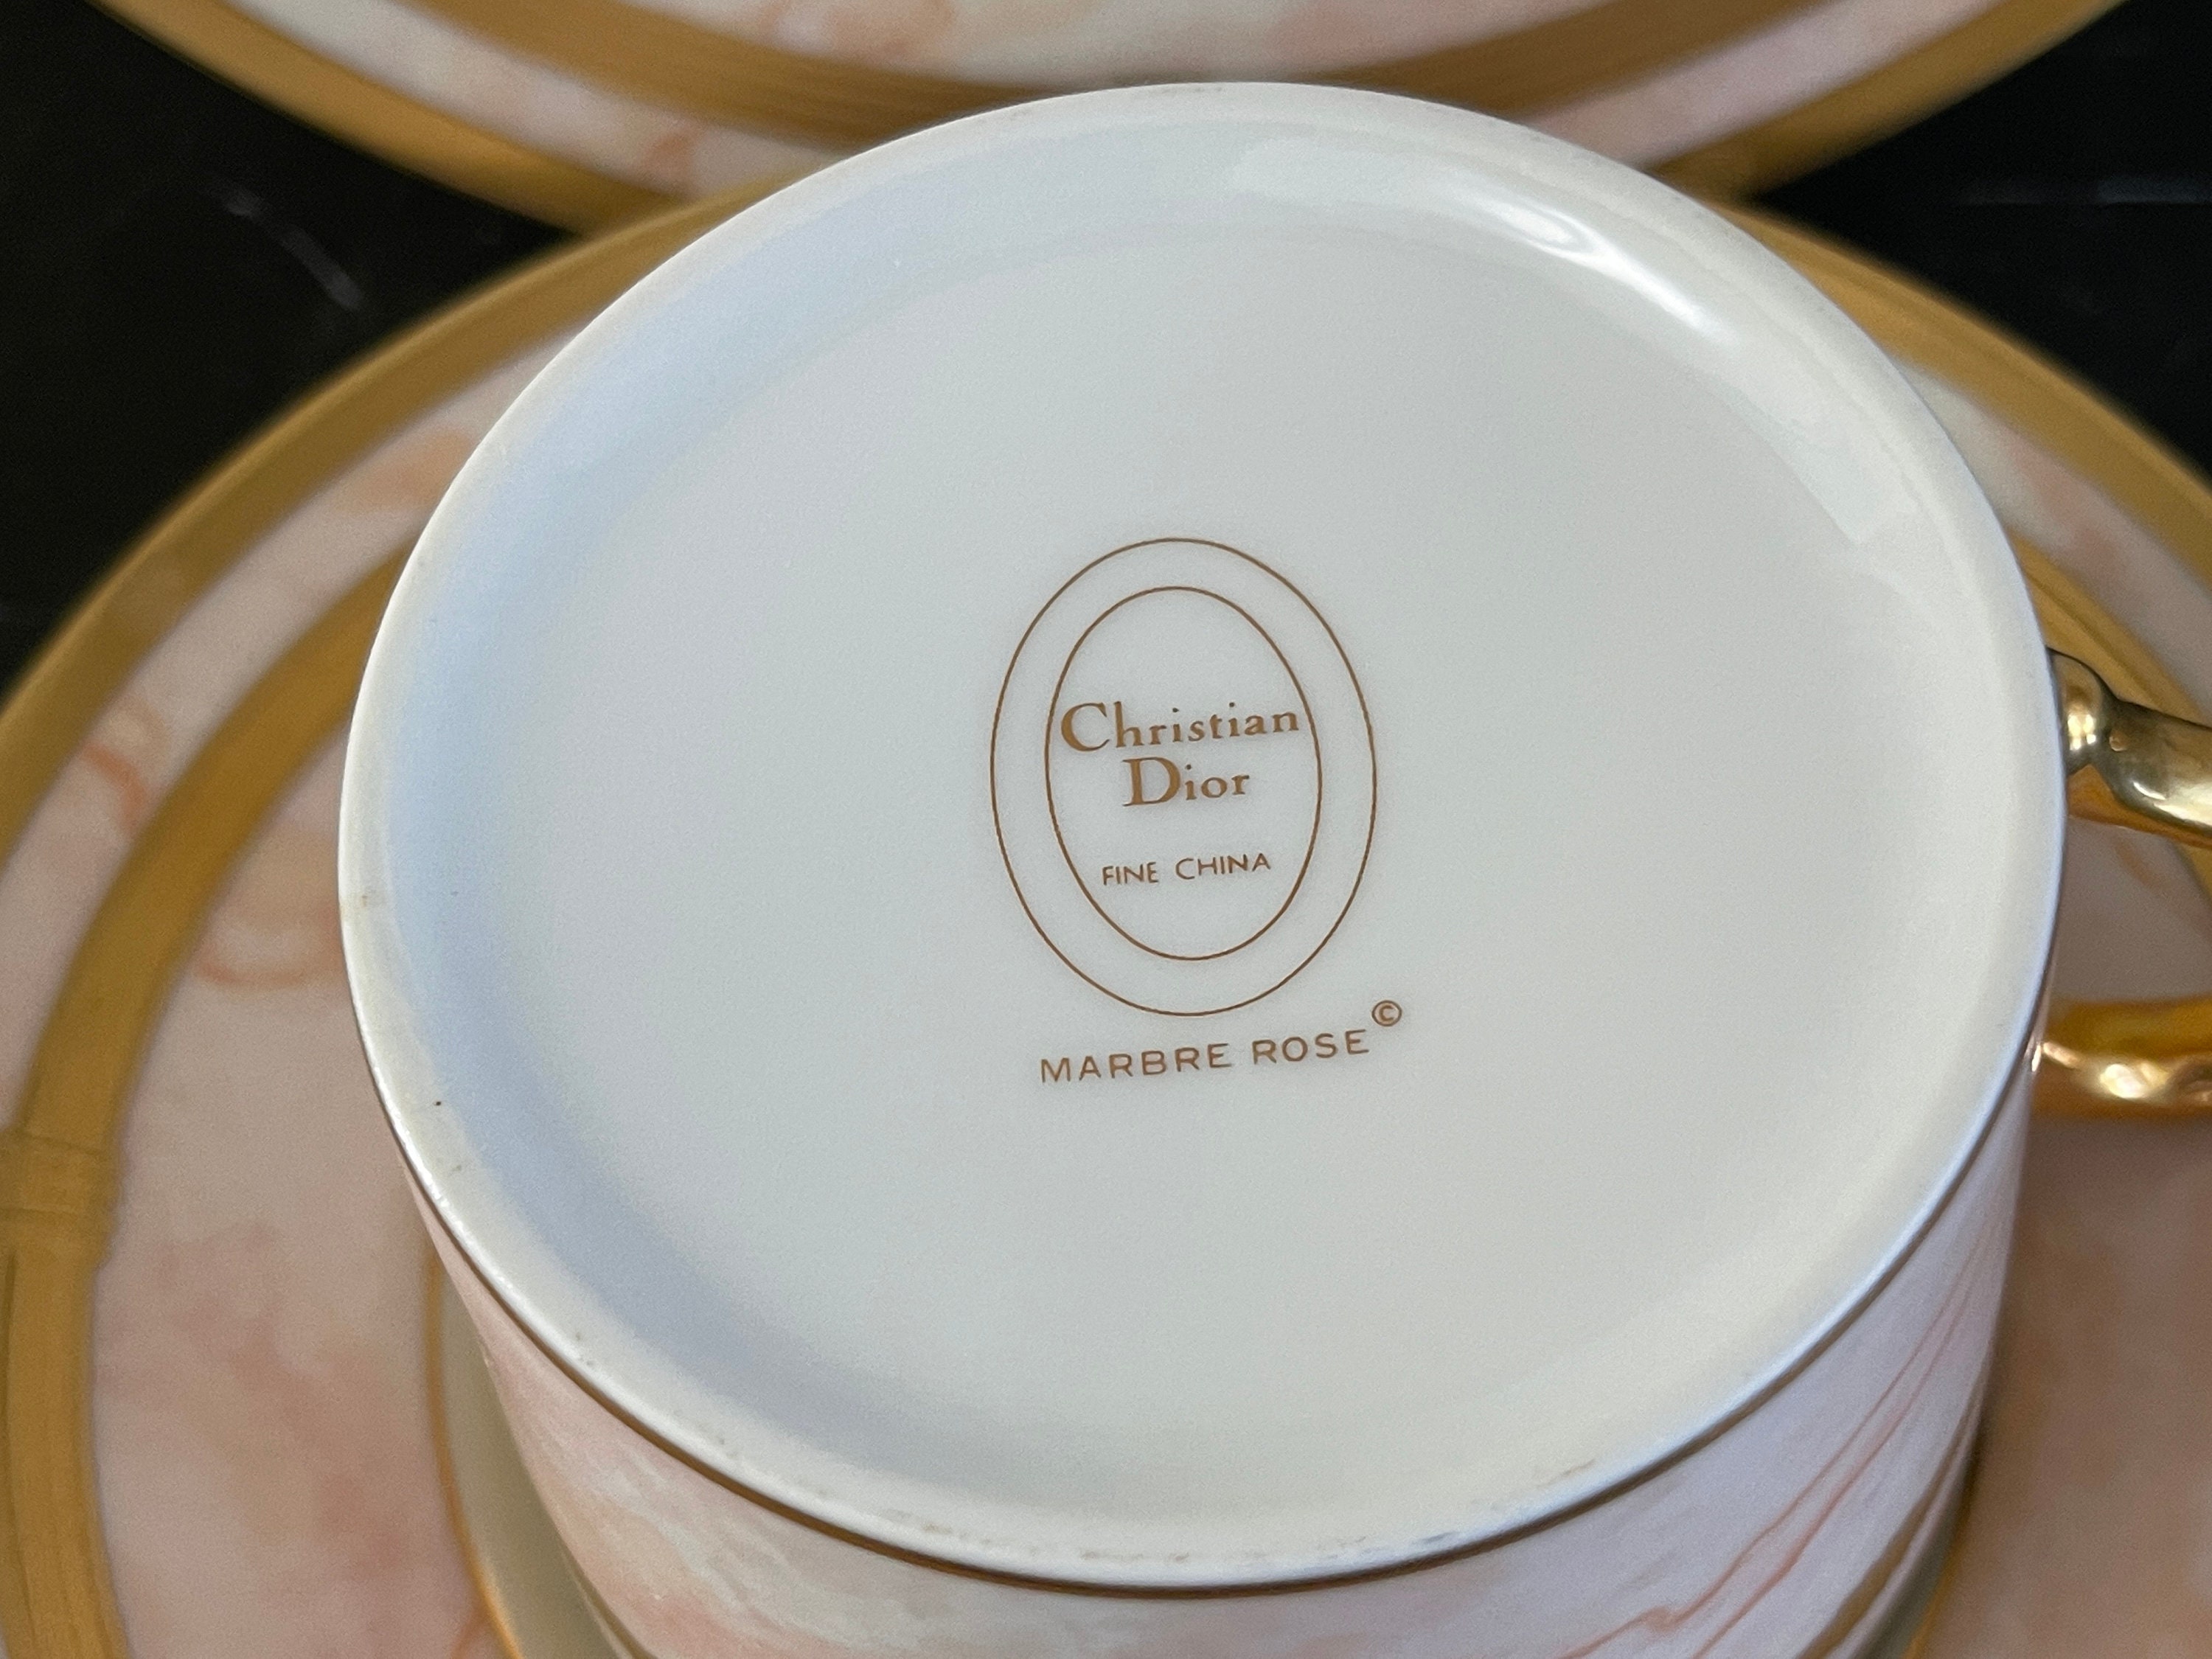 Christian
Dior
FINE CHINA
MARBRE ROSE©